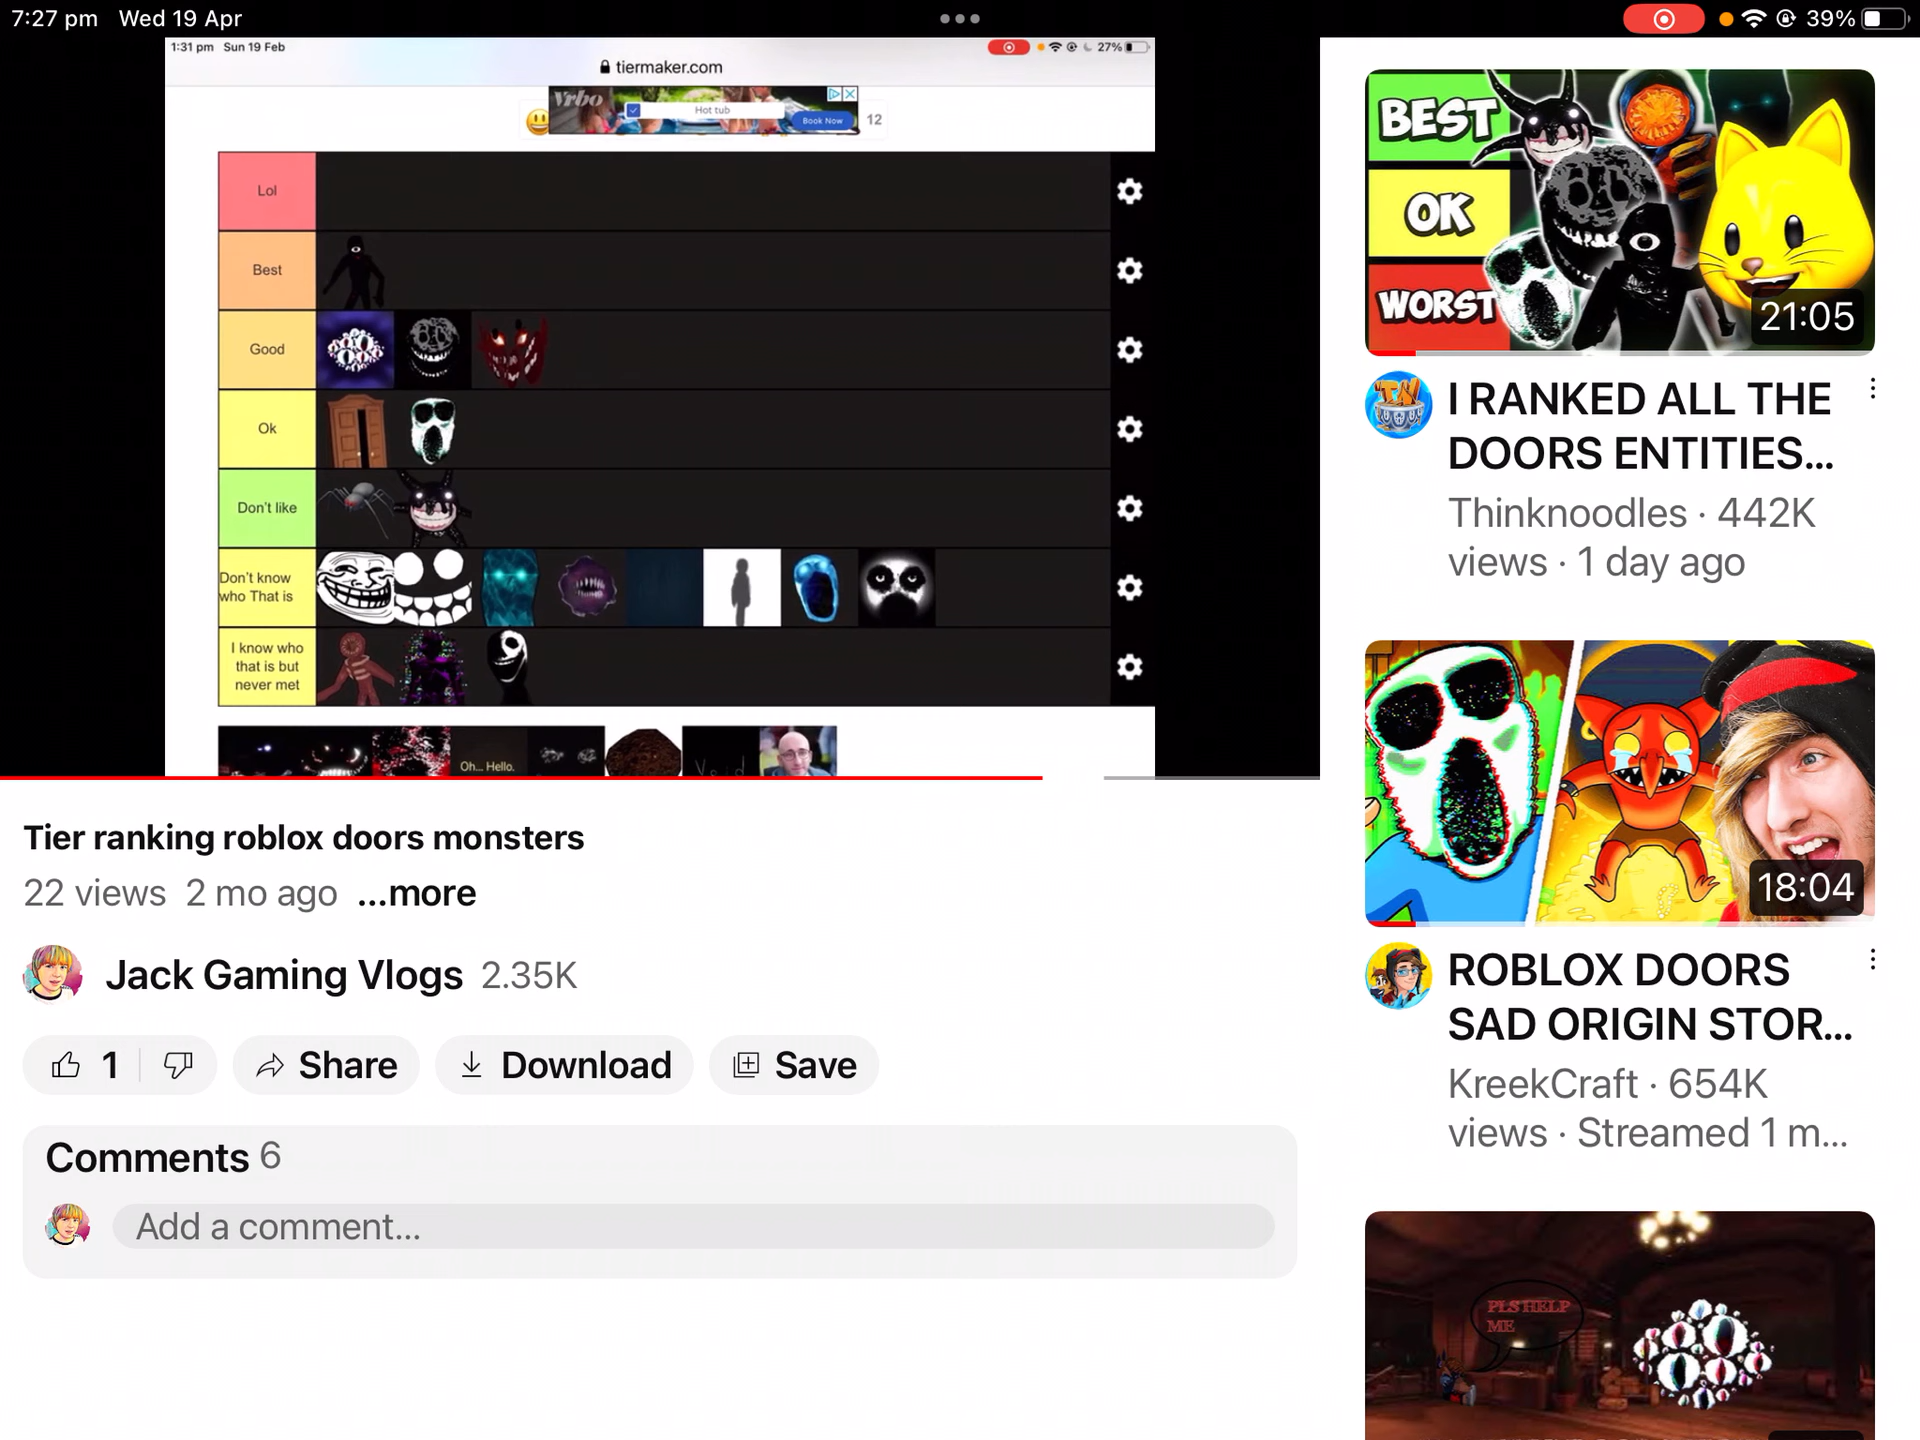 7:27 pm Wed 19 Apr
39%
1:31 pm Sun 19 Feb
27%
tiermaker.com
Vrbo
Hot tub
Book Now
12
Lol
Best
Good
Ok
Don't like
Don't know
who That is
I know who
that is but
never met
Oh... Hello.
Void
Tier ranking roblox doors monsters
22 views 2 mo ago ...more
Jack Gaming Vlogs 2.35K
1
Share
Download
Save
Comments 6
Add a comment...
BEST
OK
WORST
21:05
I RANKED ALL THE
DOORS ENTITIES...
Thinknoodles · 442K
views · 1 day ago
18:04
ROBLOX DOORS
SAD ORIGIN STOR...
KreekCraft · 654K
views · Streamed 1 m...
PLS HELP
ME